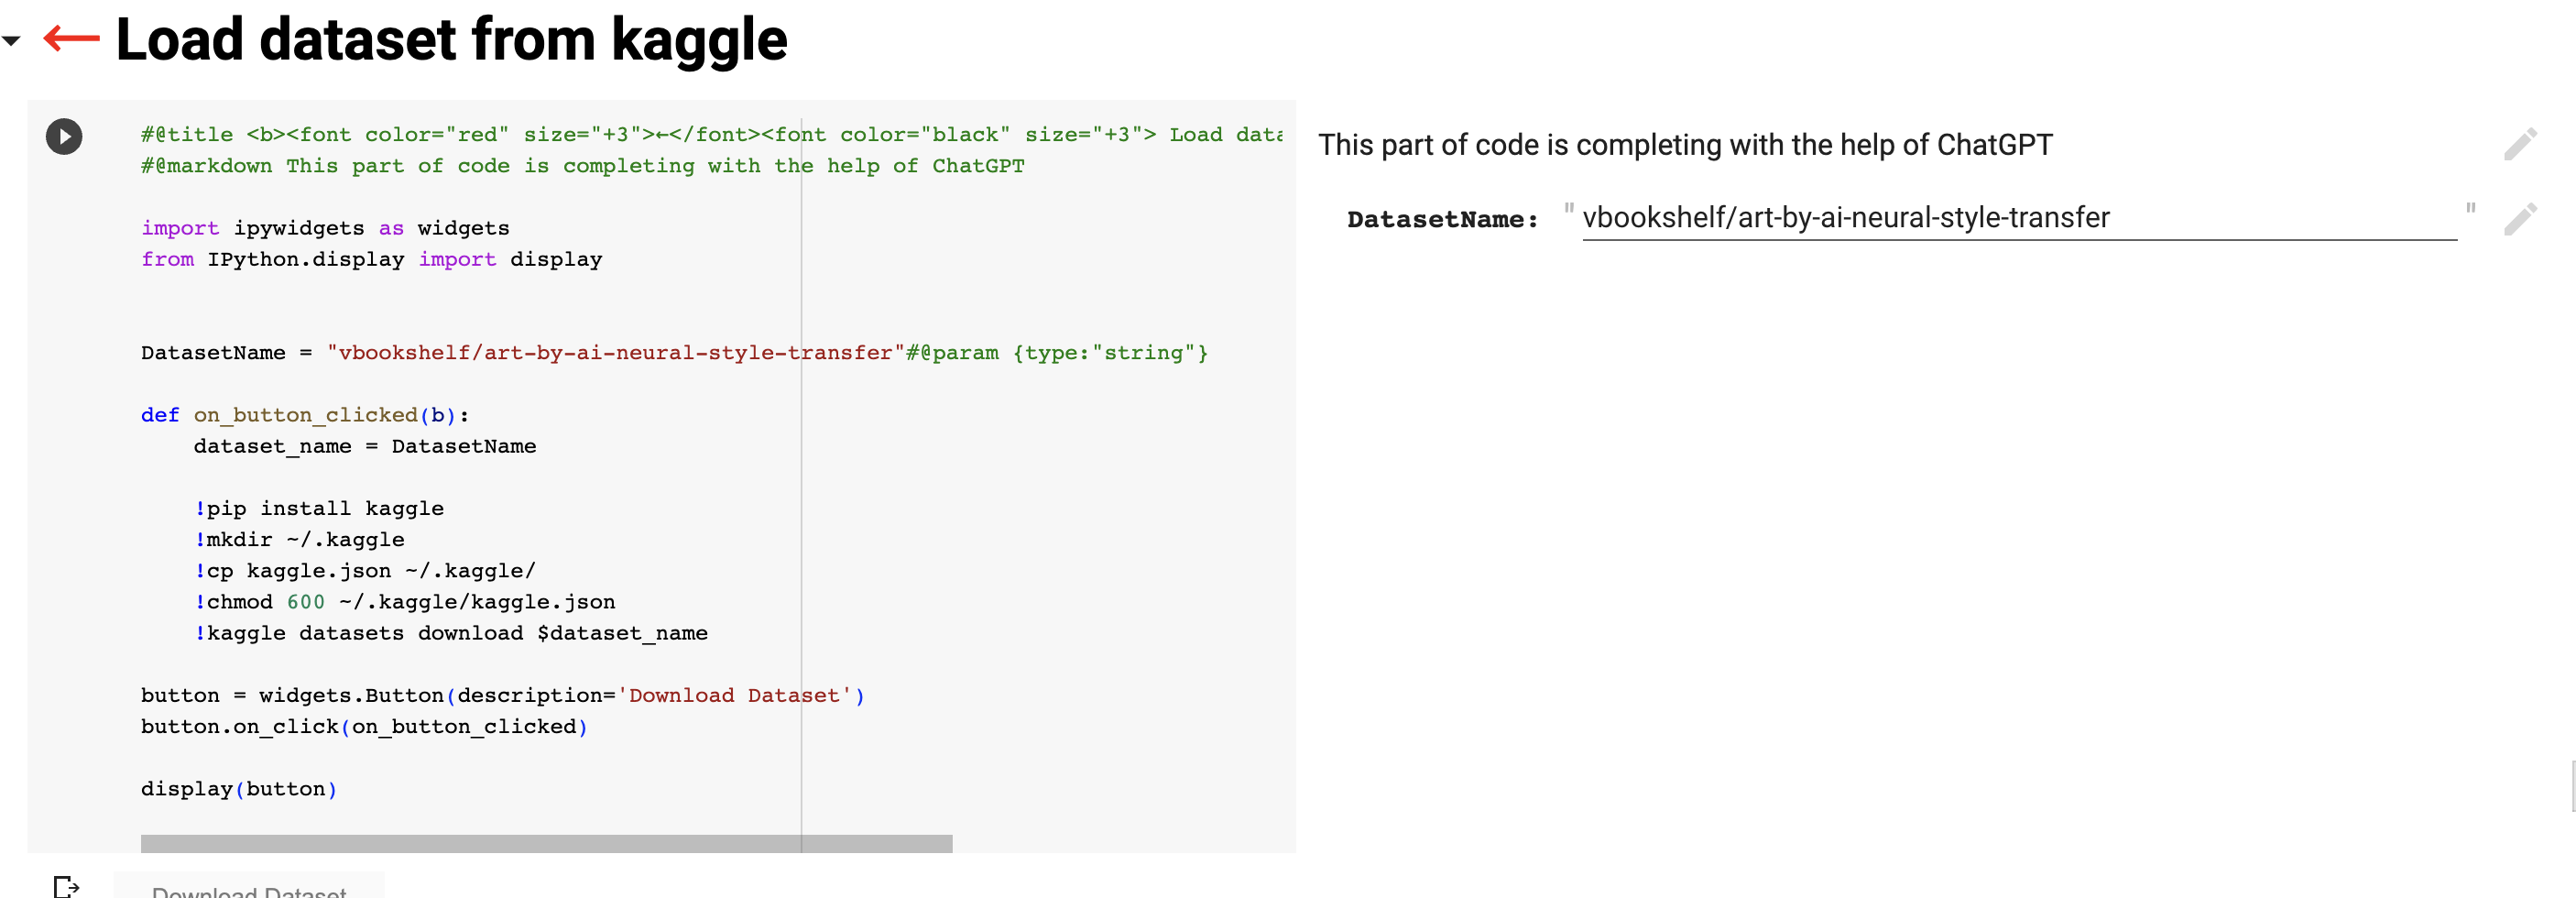 ← Load dataset from kaggle
#@title <b><font color="red" size="+3">←</font><font color="black" size="+3"> Load data
#@markdown This part of code is completing with the help of ChatGPT
import ipywidgets as widgets
from IPython.display import display
DatasetName = "vbookshelf/art-by-ai-neural-style-transfer"#@param {type:"string"}
def on_button_clicked(b):
    dataset_name = DatasetName
    !pip install kaggle
    !mkdir ~/.kaggle
    !cp kaggle.json ~/.kaggle/
    !chmod 600 ~/.kaggle/kaggle.json
    !kaggle datasets download $dataset_name
button = widgets.Button(description='Download Dataset')
button.on_click(on_button_clicked)
display(button)
This part of code is completing with the help of ChatGPT
DatasetName: " vbookshelf/art-by-ai-neural-style-transfer "
Download Dataset